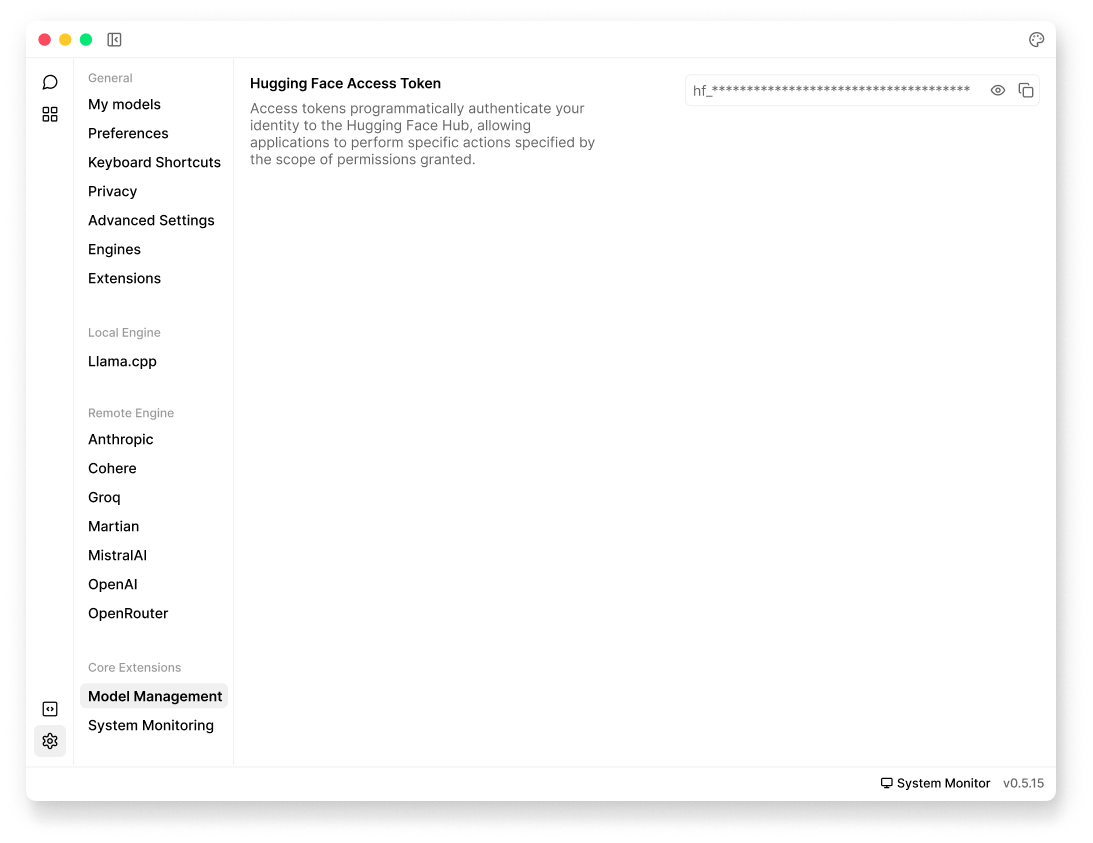 General
My models
Preferences
Keyboard Shortcuts
Privacy
Advanced Settings
Engines
Extensions
Local Engine
Llama.cpp
Remote Engine
Anthropic
Cohere
Groq
Martian
MistralAI
OpenAI
OpenRouter
Core Extensions
Model Management
System Monitoring
Hugging Face Access Token
Access tokens programmatically authenticate your
identity to the Hugging Face Hub, allowing
applications to perform specific actions specified by
the scope of permissions granted.
hf_*************************************
System Monitor v0.5.15